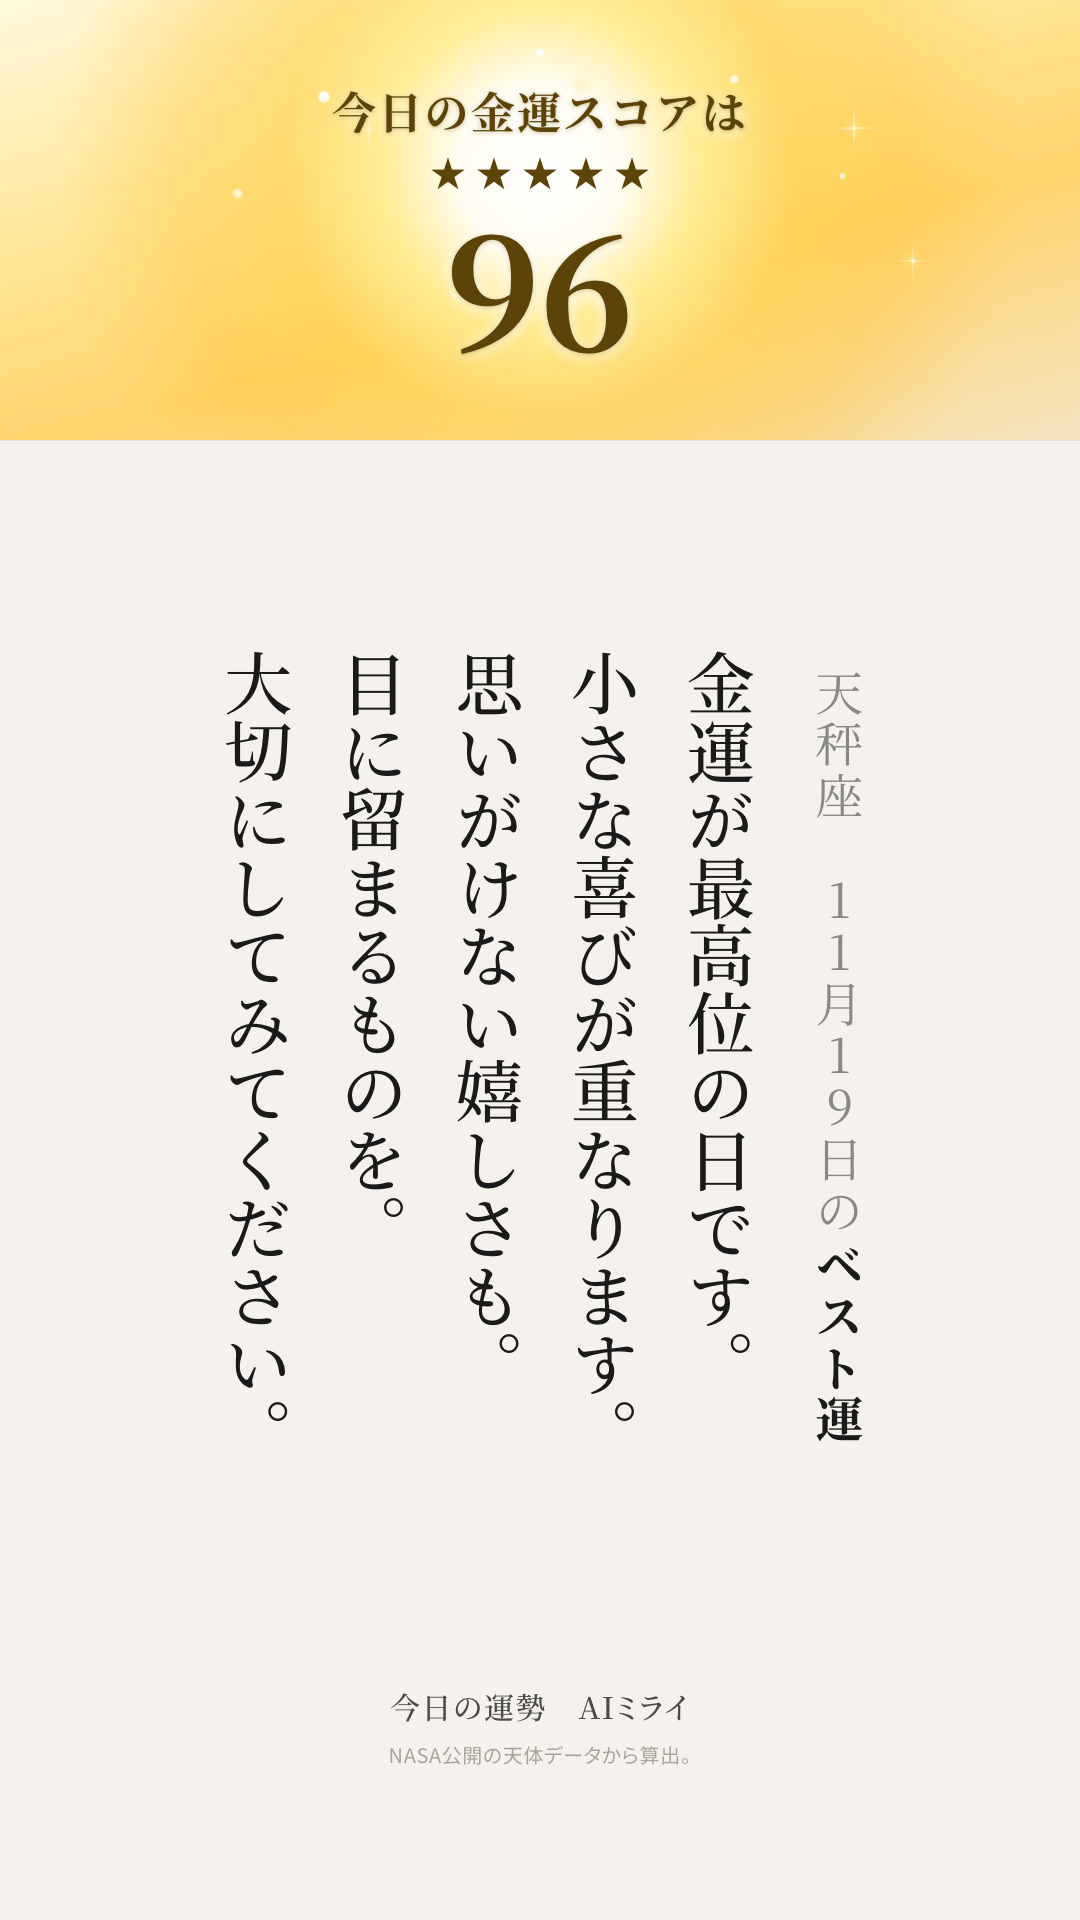 今日の金運スコアは
★★★★★
96
天秤座　11月19日のベスト運
金運が最高位の日です。
小さな喜びが重なります。
思いがけない嬉しさも。
目に留まるものを。
大切にしてみてください。
今日の運勢　AIミライ
NASA公開の天体データから算出。